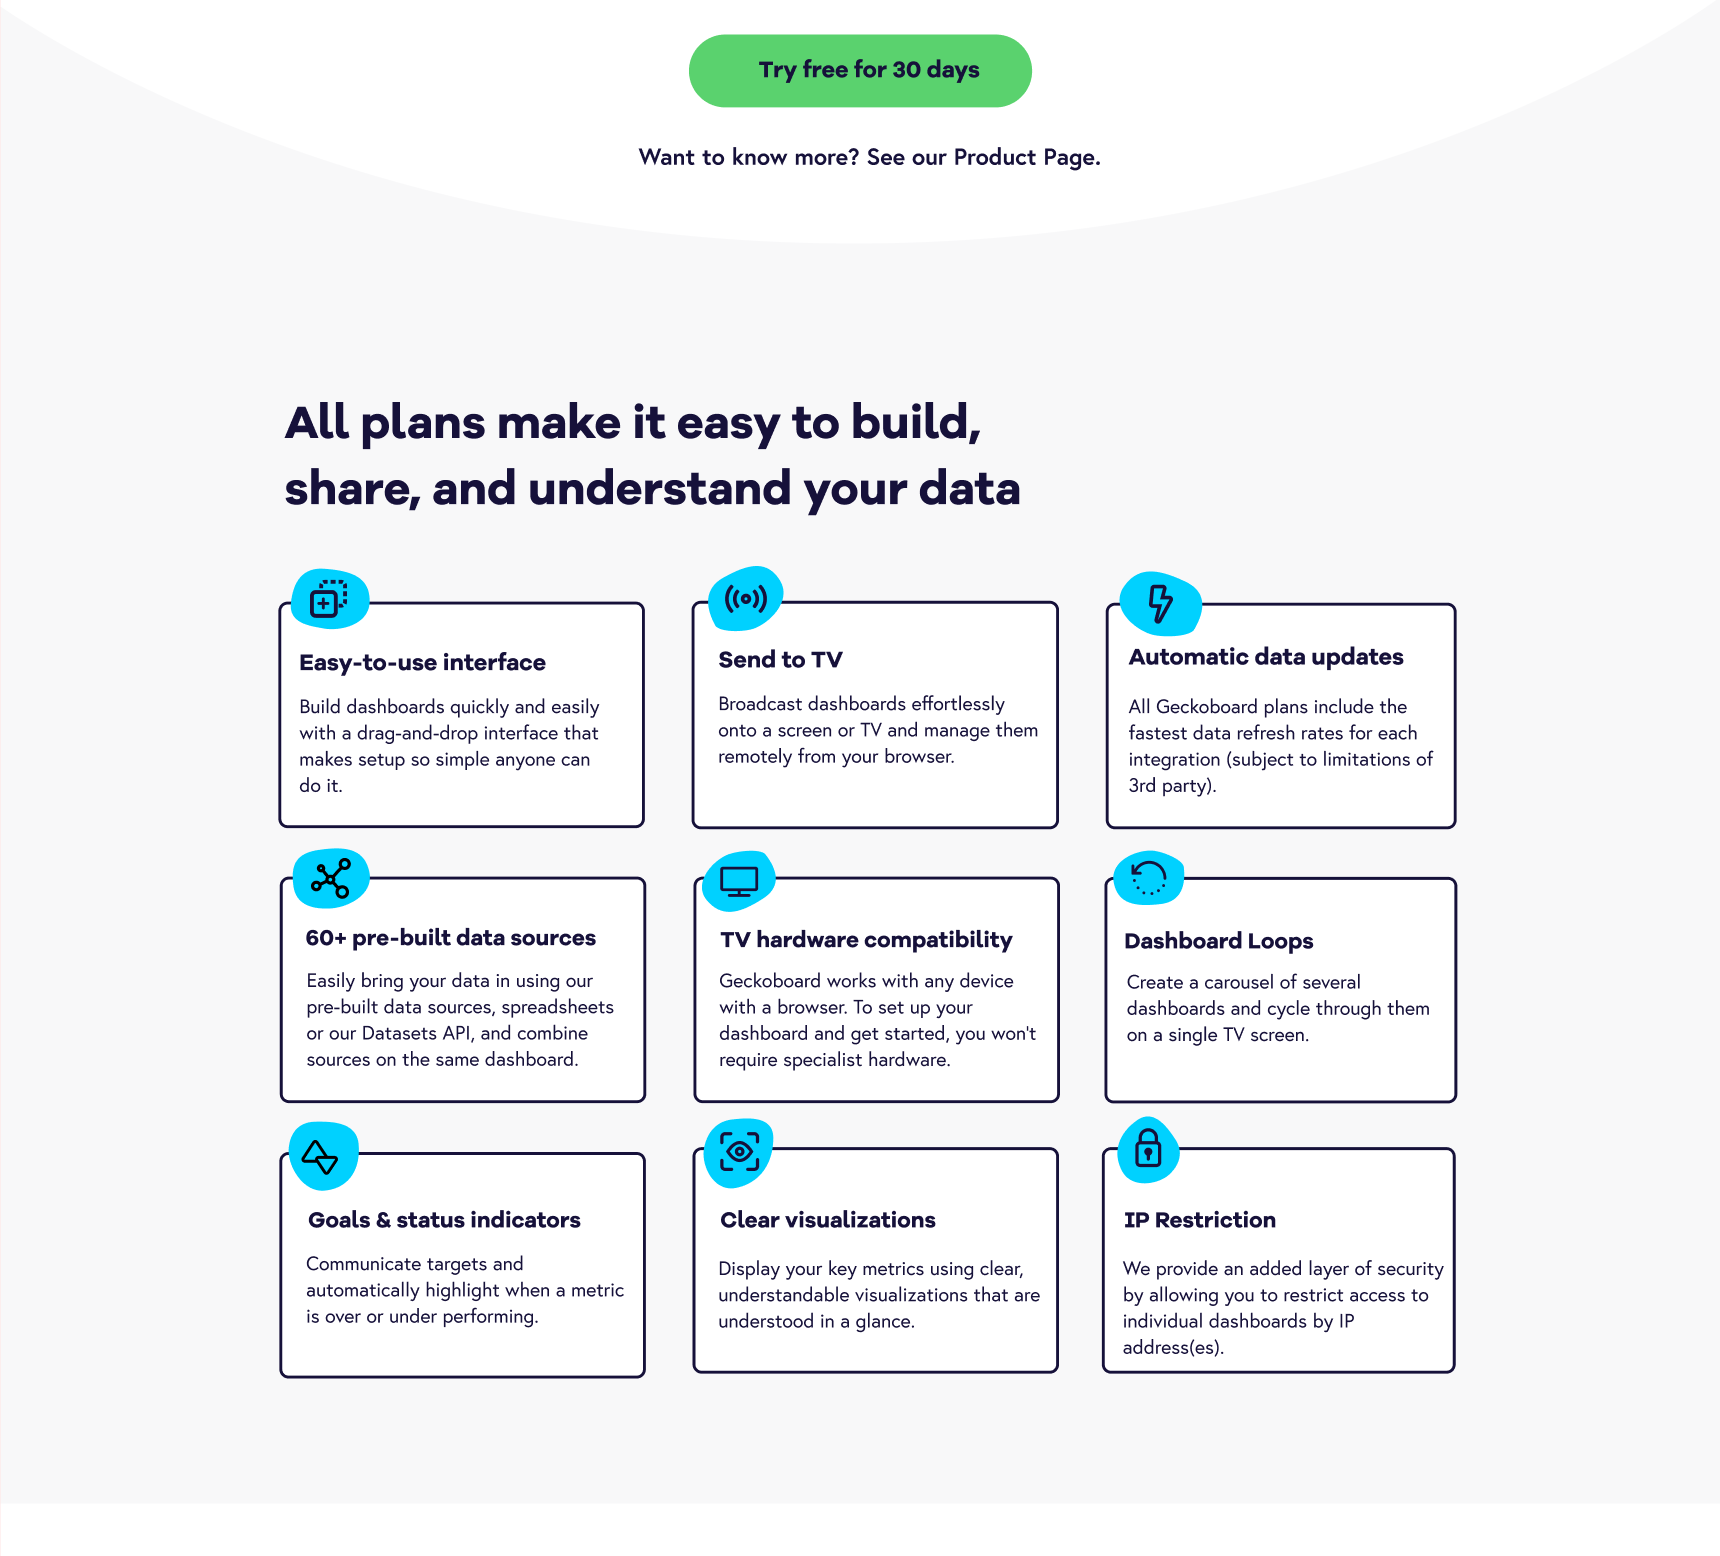 Try free for 30 days
Want to know more? See our Product Page.
All plans make it easy to build,
share, and understand your data
Easy-to-use interface
Build dashboards quickly and easily
with a drag-and-drop interface that
makes setup so simple anyone can
do it.
Send to TV
Broadcast dashboards effortlessly
onto a screen or TV and manage them
remotely from your browser.
Automatic data updates
All Geckoboard plans include the
fastest data refresh rates for each
integration (subject to limitations of
3rd party).
60+ pre-built data sources
Easily bring your data in using our
pre-built data sources, spreadsheets
or our Datasets API, and combine
sources on the same dashboard.
TV hardware compatibility
Geckoboard works with any device
with a browser. To set up your
dashboard and get started, you won't
require specialist hardware.
Dashboard Loops
Create a carousel of several
dashboards and cycle through them
on a single TV screen.
Goals & status indicators
Communicate targets and
automatically highlight when a metric
is over or under performing.
Clear visualizations
Display your key metrics using clear,
understandable visualizations that are
understood in a glance.
IP Restriction
We provide an added layer of security
by allowing you to restrict access to
individual dashboards by IP
address(es).